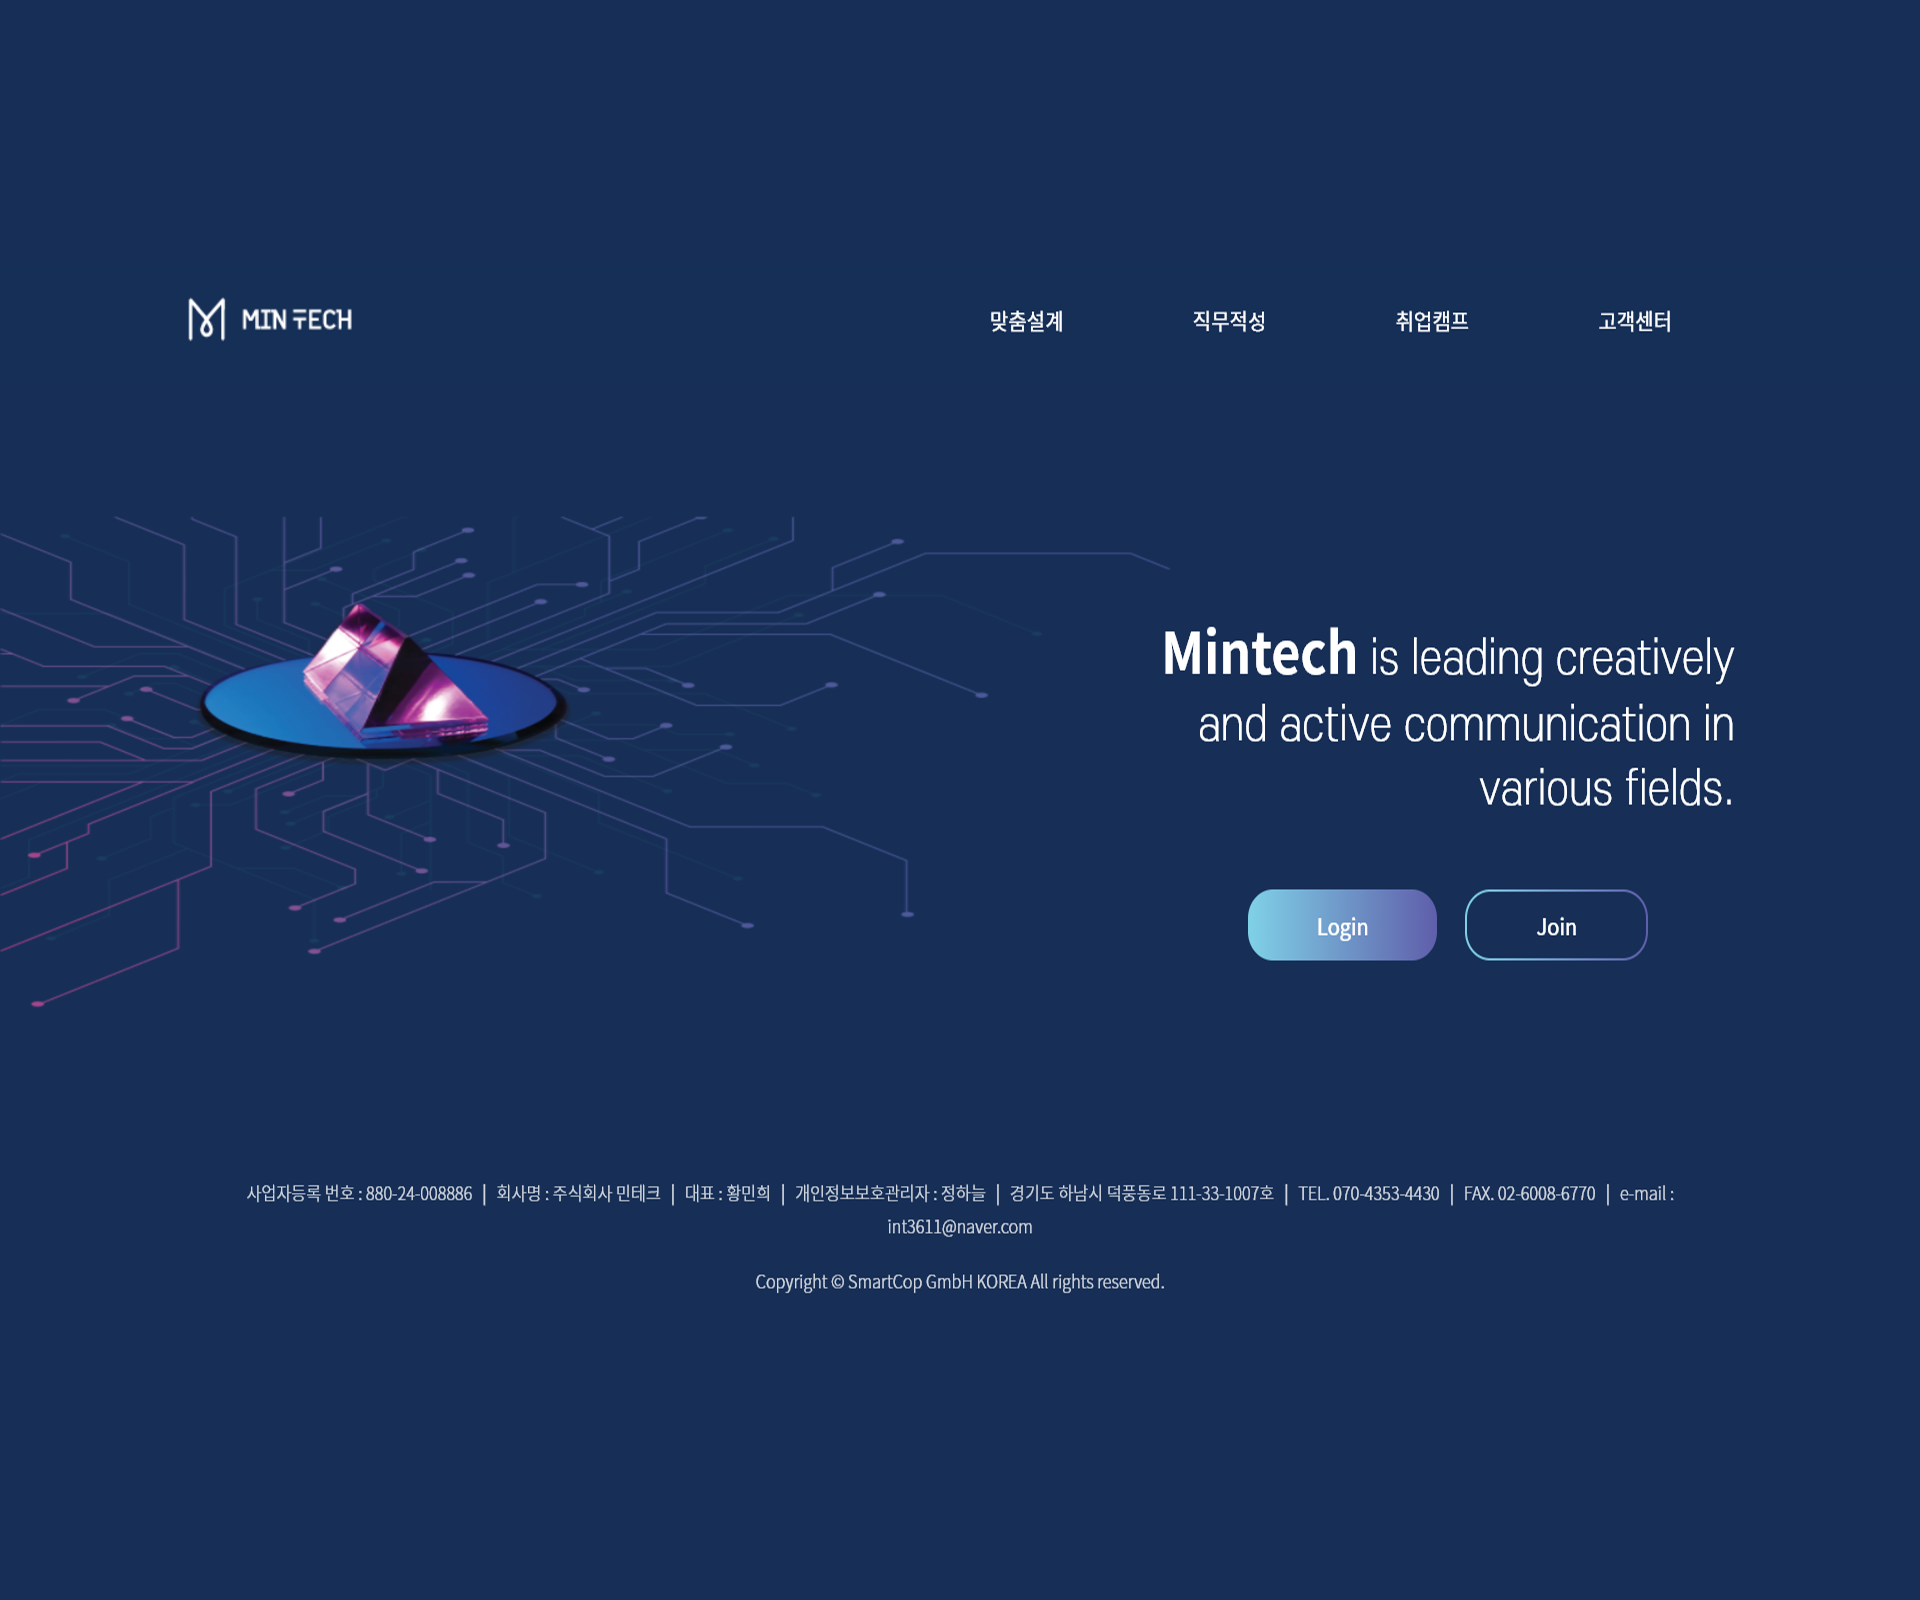 MINTECH
맞춤설계
직무적성
취업캠프
고객센터
Mintech is leading creatively
and active communication in
various fields.
Login
Join
사업자등록 번호 : 880-24-008886 | 회사명 : 주식회사 민테크 | 대표 : 황민희 | 개인정보보호관리자 : 정하늘 | 경기도 하남시 덕풍동로 111-33-1007호 | TEL. 070-4353-4430 | FAX. 02-6008-6770 | e-mail :
int3611@naver.com
Copyright © SmartCop GmbH KOREA All rights reserved.